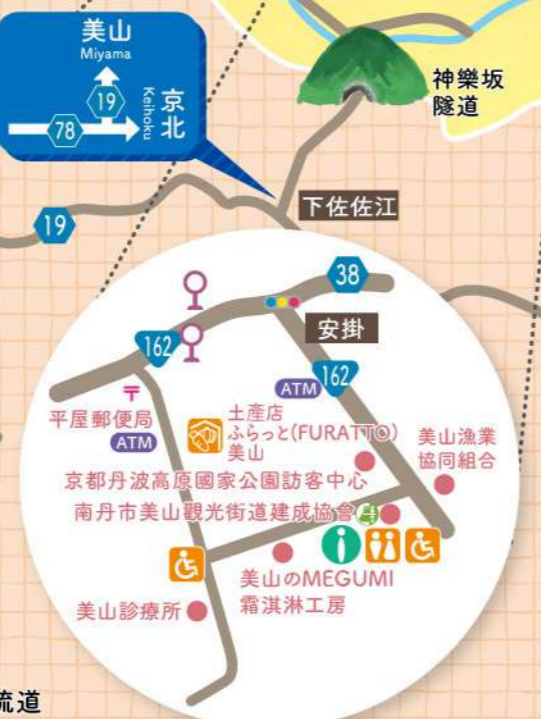 美山
Miyama
19
京北
Keihoku
78
神樂坂
隧道
下佐佐江
19
38
安掛
162
162
ATM
〒
平屋郵便局
ATM
土產店
ふらっと(FURATTO)
美山
美山漁業
協同組合
京都丹波高原國家公園訪客中心
南丹市美山觀光街道建成協會
美山のMEGUMI
霜淇淋工房
美山診療所
流道